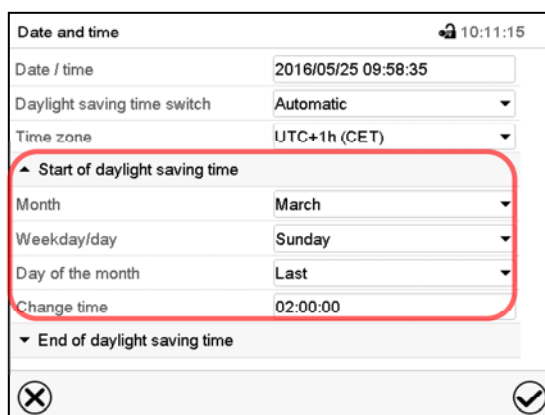 Date and time 10:11:15
Date / time 2016/05/25 09:58:35
Daylight saving time switch Automatic
Time zone UTC+1h (CET)
Start of daylight saving time
Month March
Weekday/day Sunday
Day of the month Last
Change time 02:00:00
End of daylight saving time